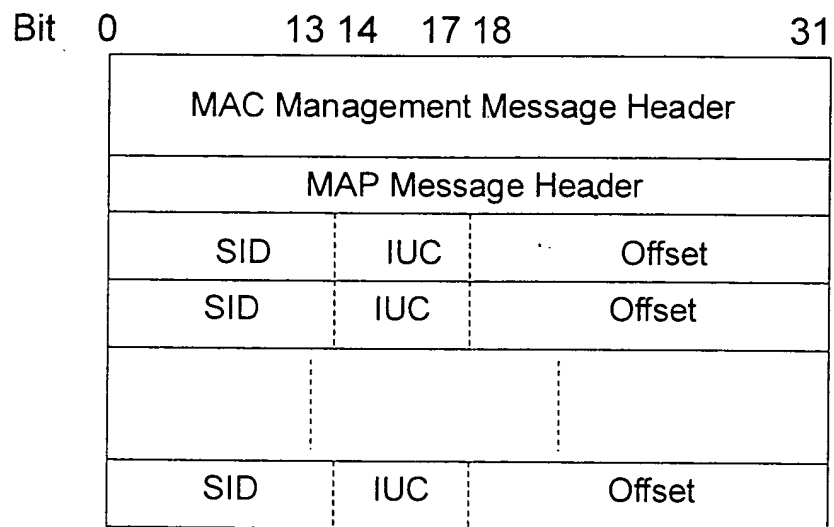 Bit 0 13 14 17 18 31
MAC Management Message Header
MAP Message Header
SID IUC Offset
SID IUC Offset
SID IUC Offset